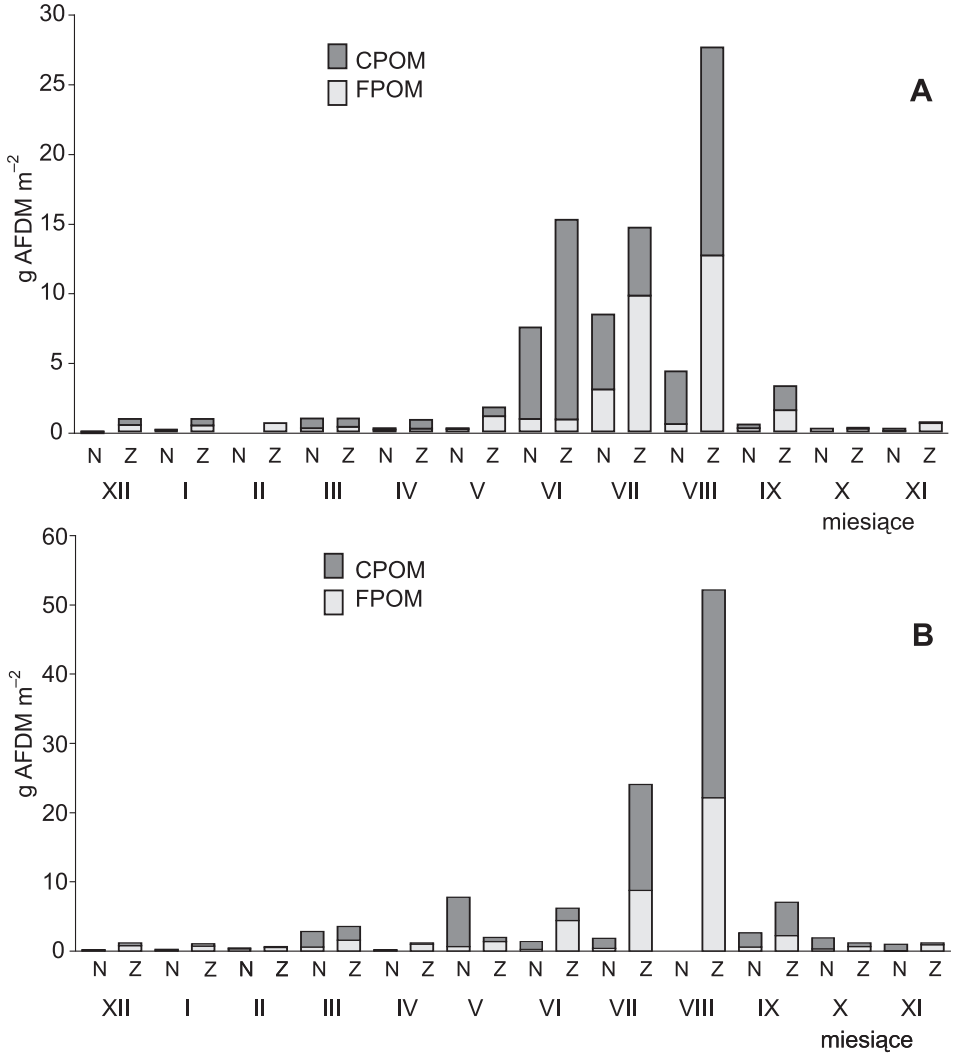 30
CPOM
FPOM
A
25
20
15
10
5
0
g AFDM m⁻²
N Z N Z N Z N Z N Z N Z N Z N Z N Z N Z N Z N Z
XII I II III IV V VI VII VIII IX X XI
miesiące
60
CPOM
FPOM
B
50
40
30
20
10
0
g AFDM m⁻²
N Z N Z N Z N Z N Z N Z N Z N Z N Z N Z N Z N Z
XII I II III IV V VI VII VIII IX X XI
miesiące